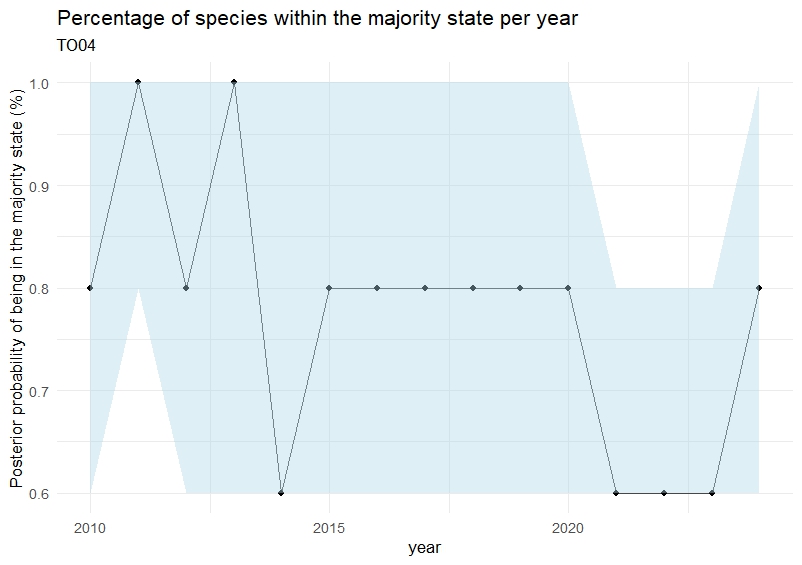 Percentage of species within the majority state per year
TO04
Posterior probability of being in the majority state (%)
1.0
0.9
0.8
0.7
0.6
2010
2015
2020
year